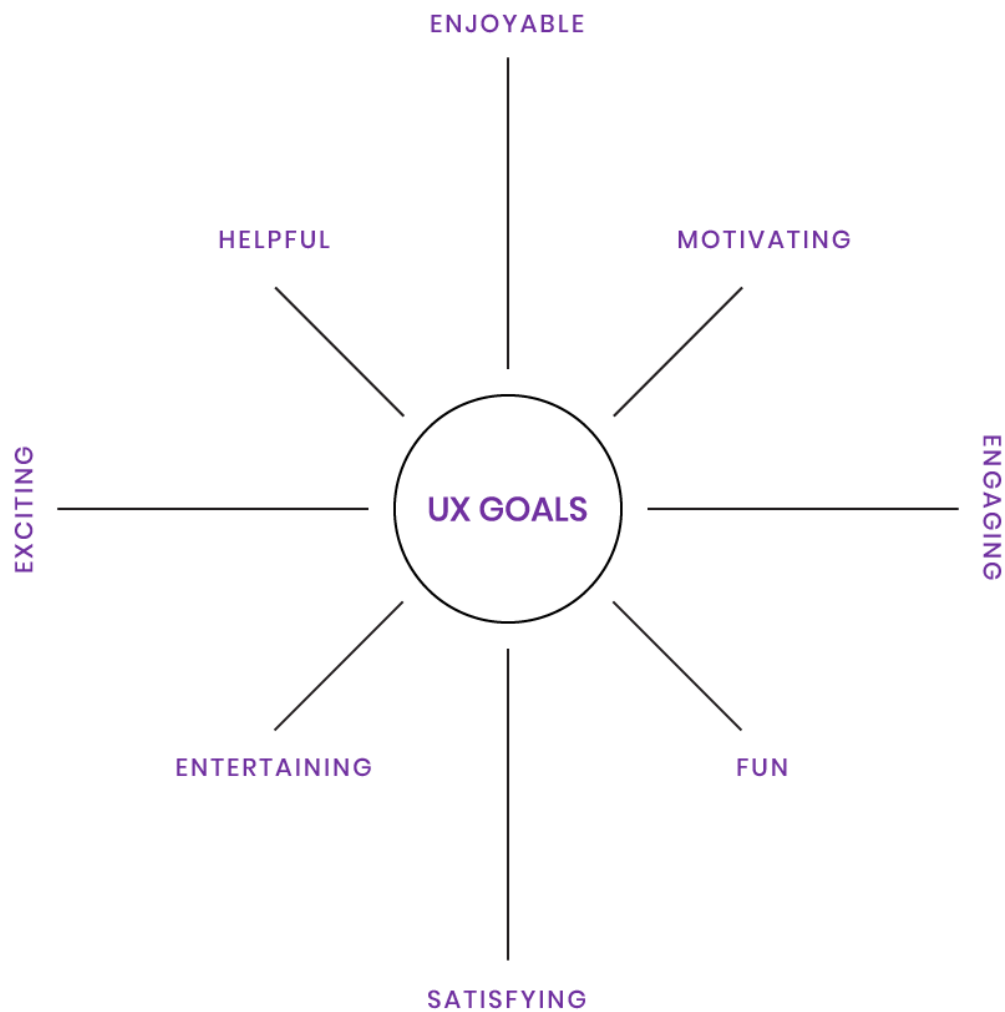 ENJOYABLE
HELPFUL
MOTIVATING
EXCITING
UX GOALS
ENGAGING
ENTERTAINING
FUN
SATISFYING